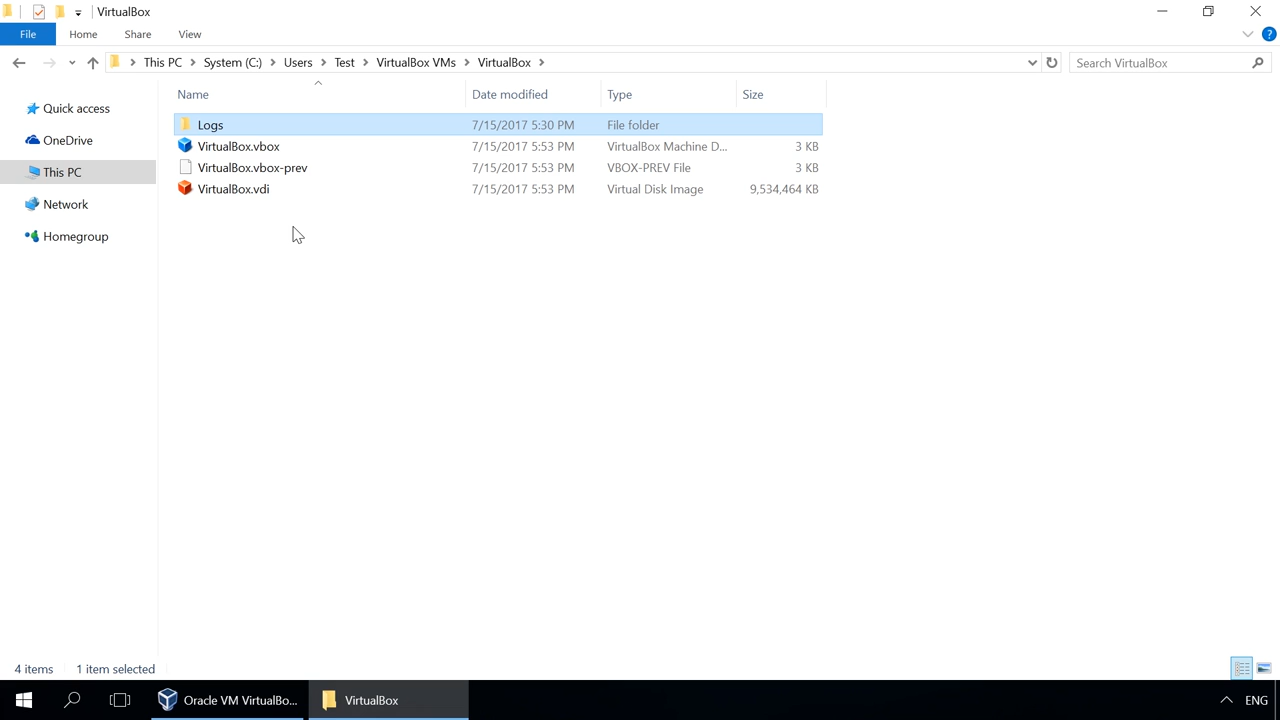 VirtualBox
File Home Share View
This PC System (C:) Users Test VirtualBox VMs VirtualBox Search VirtualBox
Name Date modified Type Size
Quick access
OneDrive
This PC
Network
Homegroup
Logs 7/15/2017 5:30 PM File folder
VirtualBox.vbox 7/15/2017 5:53 PM VirtualBox Machine D... 3 KB
VirtualBox.vbox-prev 7/15/2017 5:53 PM VBOX-PREV File 3 KB
VirtualBox.vdi 7/15/2017 5:53 PM Virtual Disk Image 9,534,464 KB
4 items 1 item selected
Oracle VM VirtualBo... VirtualBox ENG